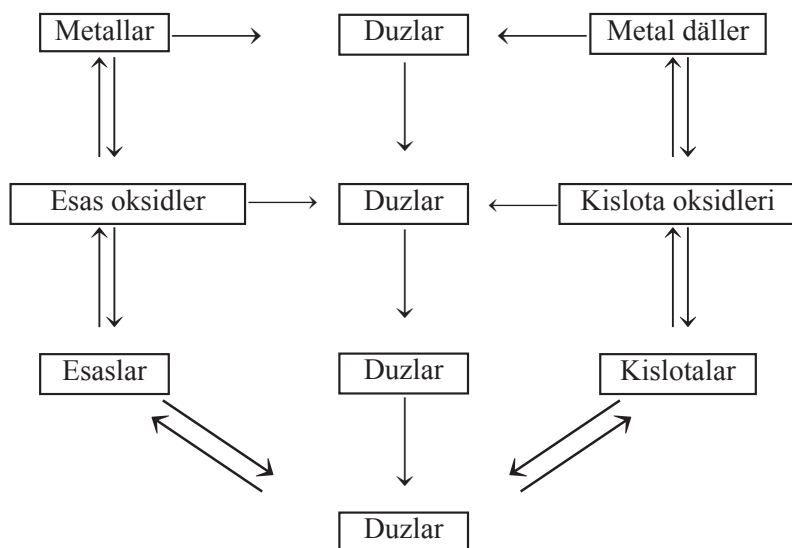 Metallar Duzlar Metal däller
Esas oksidler Duzlar Kislota oksidleri
Esaslar Duzlar Kislotalar
Duzlar